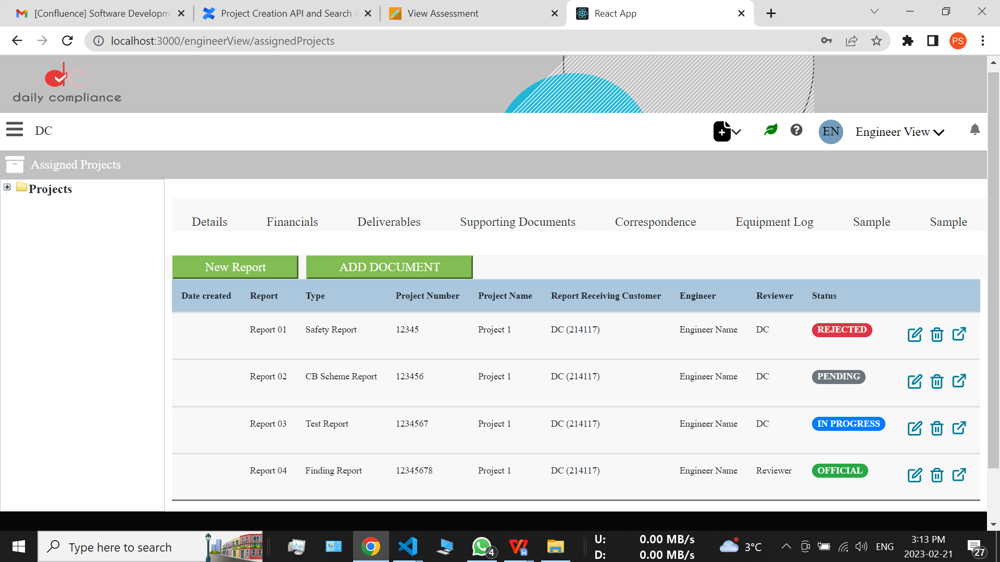 [Confluence] Software Developm
Project Creation API and Search A
View Assessment
React App
localhost:3000/engineerView/assignedProjects
PS
dc
daily compliance
DC
EN
Engineer View
Assigned Projects
Projects
Details Financials Deliverables Supporting Documents Correspondence Equipment Log Sample Sample
New Report ADD DOCUMENT
Date created Report Type Project Number Project Name Report Receiving Customer Engineer Reviewer Status
Report 01 Safety Report 12345 Project 1 DC (214117) Engineer Name DC REJECTED
Report 02 CB Scheme Report 123456 Project 1 DC (214117) Engineer Name DC PENDING
Report 03 Test Report 1234567 Project 1 DC (214117) Engineer Name DC IN PROGRESS
Report 04 Finding Report 12345678 Project 1 DC (214117) Engineer Name Reviewer OFFICIAL
Type here to search
4
W
U: 0.00 MB/s
D: 0.00 MB/s
3°C
ENG
3:13 PM
2023-02-21
27